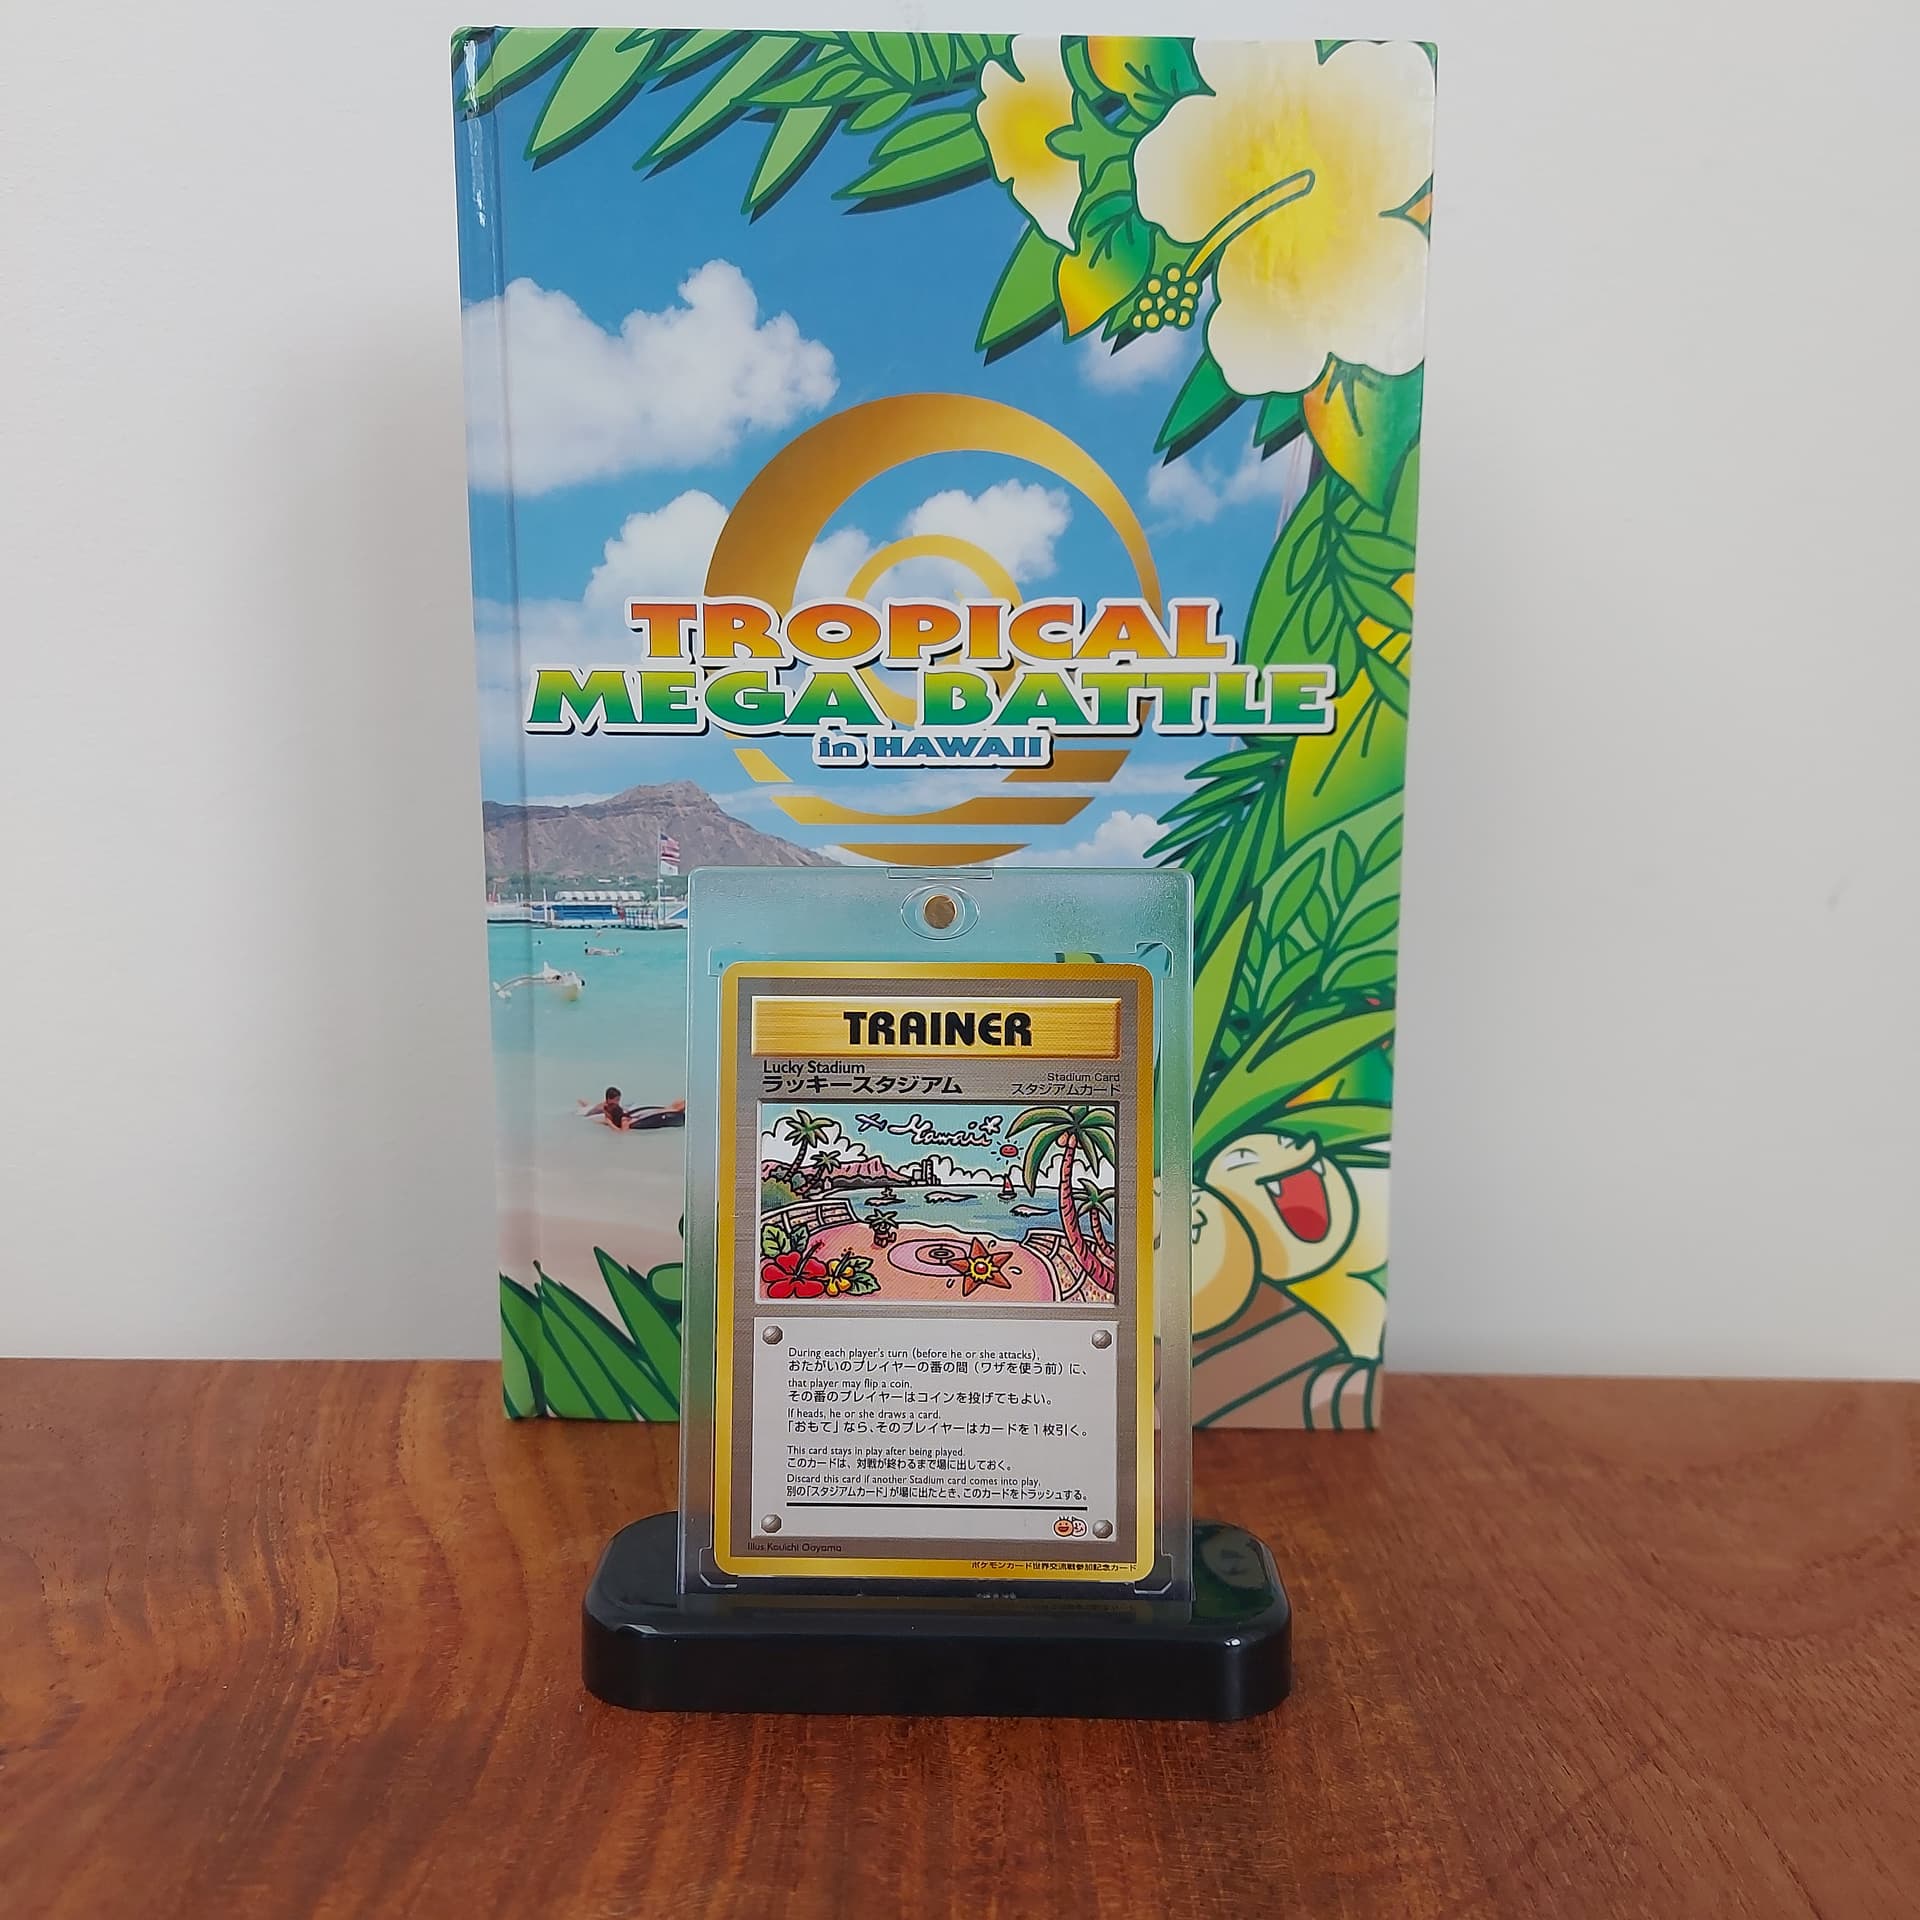 TROPICAL
MEGA BATTLE
in HAWAII
TRAINER
Lucky Stadium
ラッキースタジアム
Stadium Card
スタジアムカード
Hawaii
During each player's turn (before he or she attacks),
おたがいのプレイヤーの番の間（ワザを使う前）に、
that player may flip a coin.
その番のプレイヤーはコインを投げてもよい。
If heads, he or she draws a card.
「おもて」なら、そのプレイヤーはカードを1枚引く。
This card stays in play after being played.
このカードは、対戦が終わるまで場に出しておく。
Discard this card if another Stadium card comes into play.
別の「スタジアムカード」が場に出たとき、このカードをトラッシュする。
Illus. Kouichi Ooyama
ポケモンカード世界交流戦参加記念カード